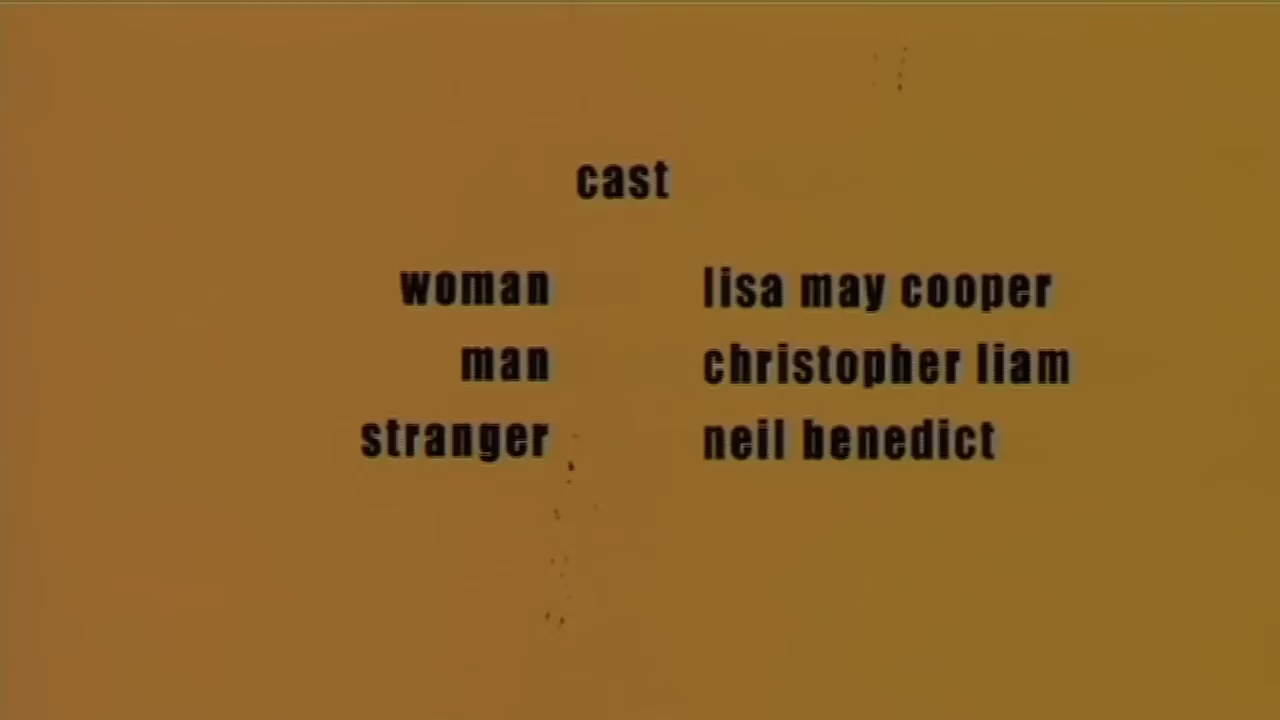 cast
woman lisa may cooper
man christopher liam
stranger neil benedict